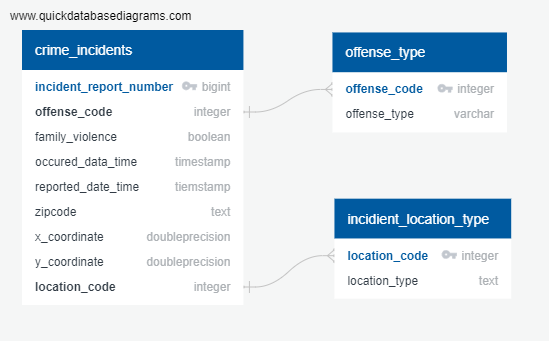 www.quickdatabasediagrams.com
crime_incidents
incident_report_number bigint
offense_code integer
family_violence boolean
occured_data_time timestamp
reported_date_time tiemstamp
zipcode text
x_coordinate doubleprecision
y_coordinate doubleprecision
location_code integer
offense_type
offense_code integer
offense_type varchar
incidient_location_type
location_code integer
location_type text